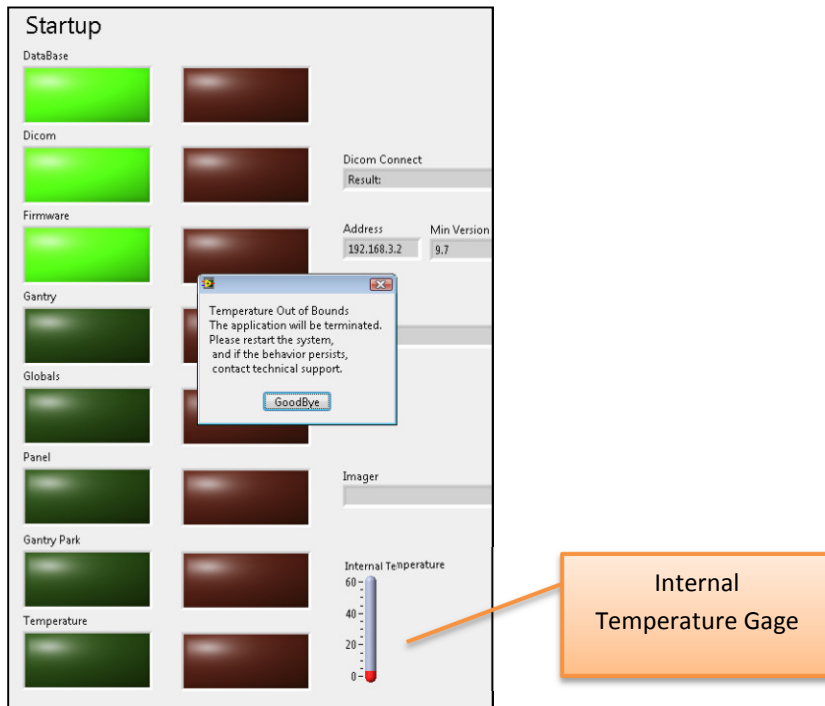 Startup
DataBase
Dicom
Dicom Connect
Result:
Firmware
Address Min Version
192.168.3.2 9.7
Gantry
Temperature Out of Bounds
The application will be terminated.
Please restart the system,
and if the behavior persists,
contact technical support.
GoodBye
Globals
Panel
Imager
Gantry Park
Internal Temperature
60
40
20
0
Temperature
Internal
Temperature Gage